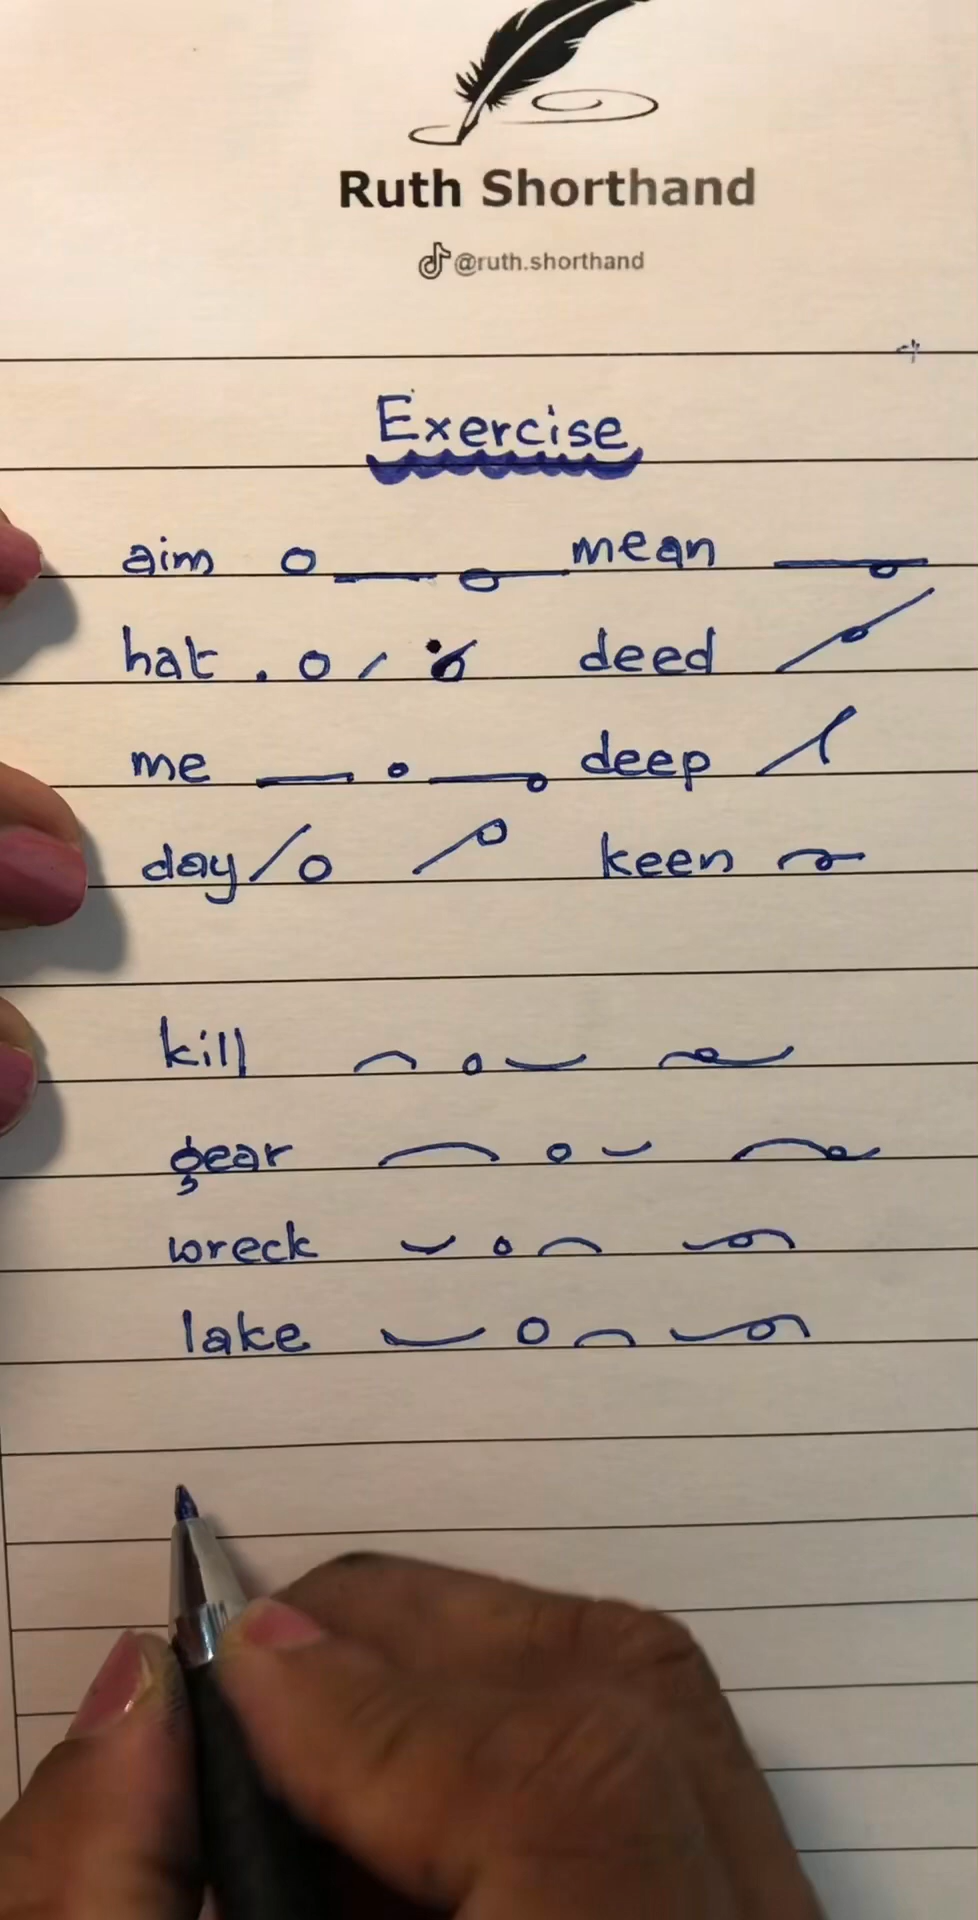 Ruth Shorthand
@ruth.shorthand
Exercise
aim mean
hat deed
me deep
day keen
kill
gear
wreck
lake